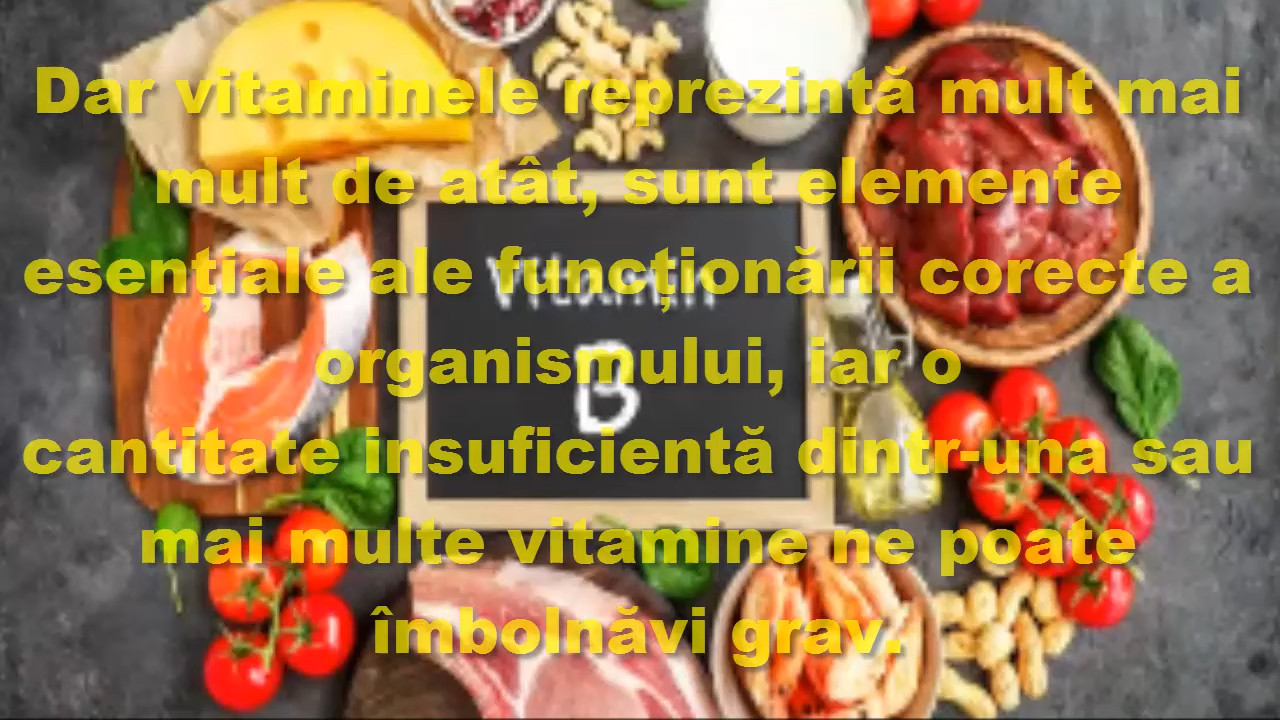 Dar vitaminele reprezintă mult mai
mult de atât, sunt elemente
esențiale ale funcționării corecte a
organismului, iar o
cantitate insuficientă dintr-una sau
mai multe vitamine ne poate
îmbolnăvi grav.
Vitamin
B